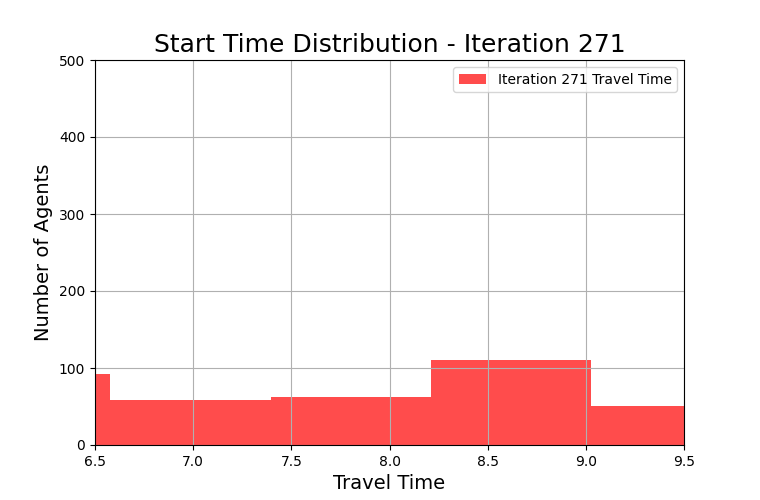 Start Time Distribution - Iteration 271
Iteration 271 Travel Time
Number of Agents
500
400
300
200
100
0
6.5 7.0 7.5 8.0 8.5 9.0 9.5
Travel Time